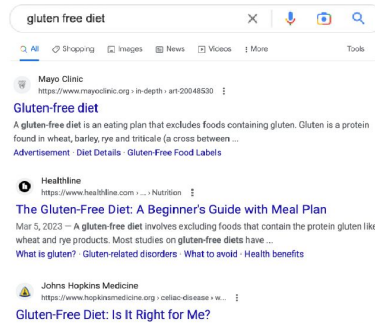 gluten free diet
All Shopping Images News Videos More Tools
Mayo Clinic
https://www.mayoclinic.org › in-depth › art-20048530
Gluten-free diet
A gluten-free diet is an eating plan that excludes foods containing gluten. Gluten is a protein
found in wheat, barley, rye and triticale (a cross between ...
Advertisement · Diet Details · Gluten-Free Food Labels
Healthline
https://www.healthline.com › ... › Nutrition
The Gluten-Free Diet: A Beginner's Guide with Meal Plan
Mar 5, 2023 — A gluten-free diet involves excluding foods that contain the protein gluten like
wheat and rye products. Most studies on gluten-free diets have ...
What is gluten? · Gluten-related disorders · What to avoid · Health benefits
Johns Hopkins Medicine
https://www.hopkinsmedicine.org › celiac-disease › w...
Gluten-Free Diet: Is It Right for Me?